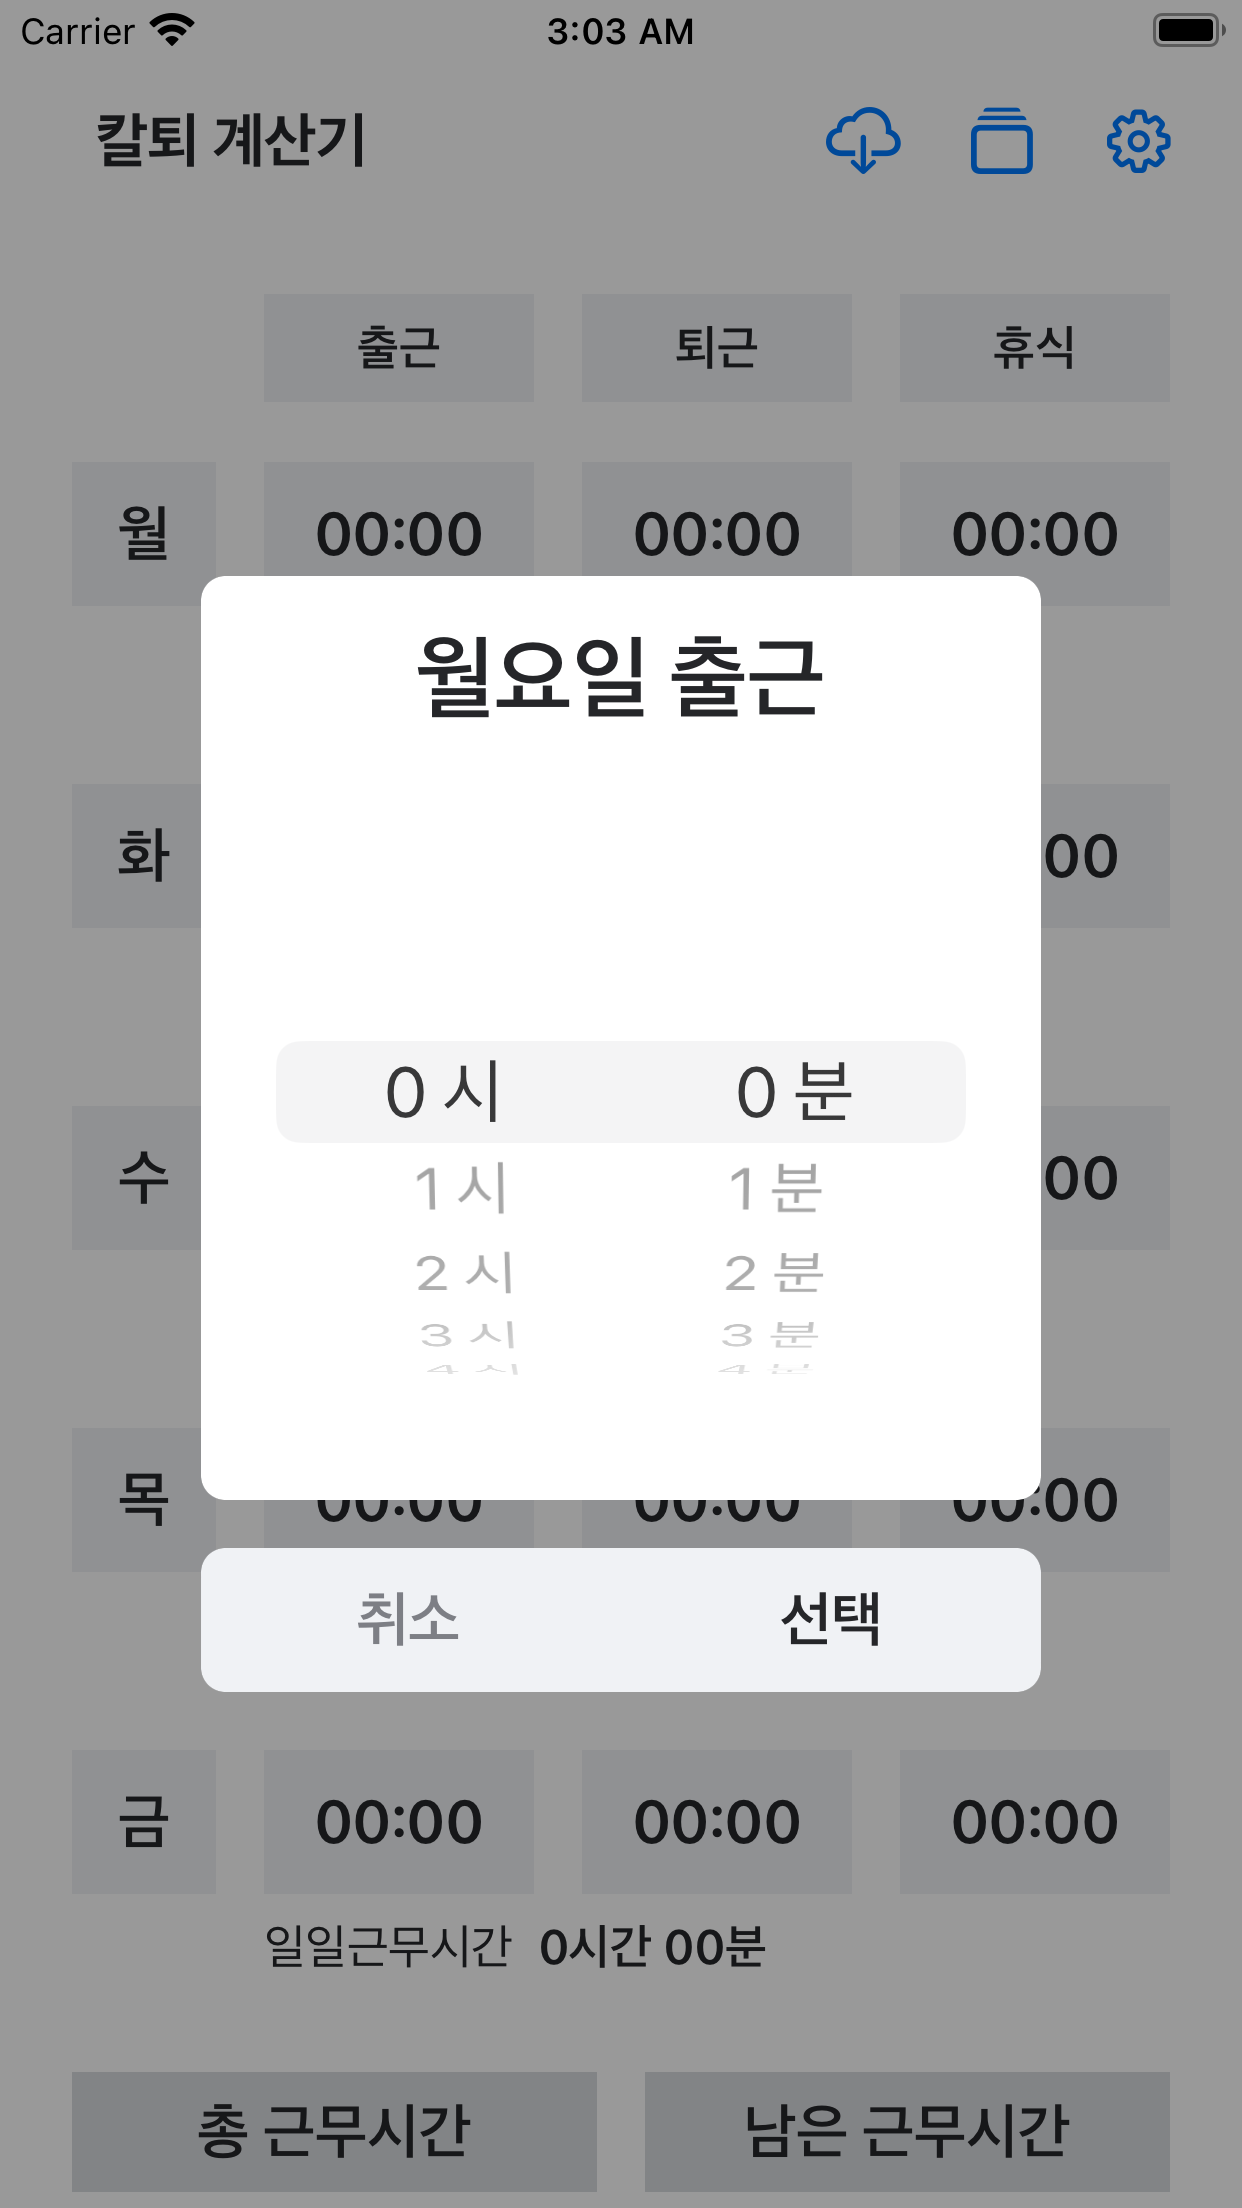 Carrier 3:03 AM
칼퇴 계산기
출근 퇴근 휴식
월 00:00 00:00 00:00
월요일 출근
화 00
수 00
0 시 0 분
1 시 1 분
2 시 2 분
3 시 3 분
4 시 4 분
목 00:00 00:00 00:00
취소 선택
금 00:00 00:00 00:00
일일근무시간 0시간 00분
총 근무시간 남은 근무시간